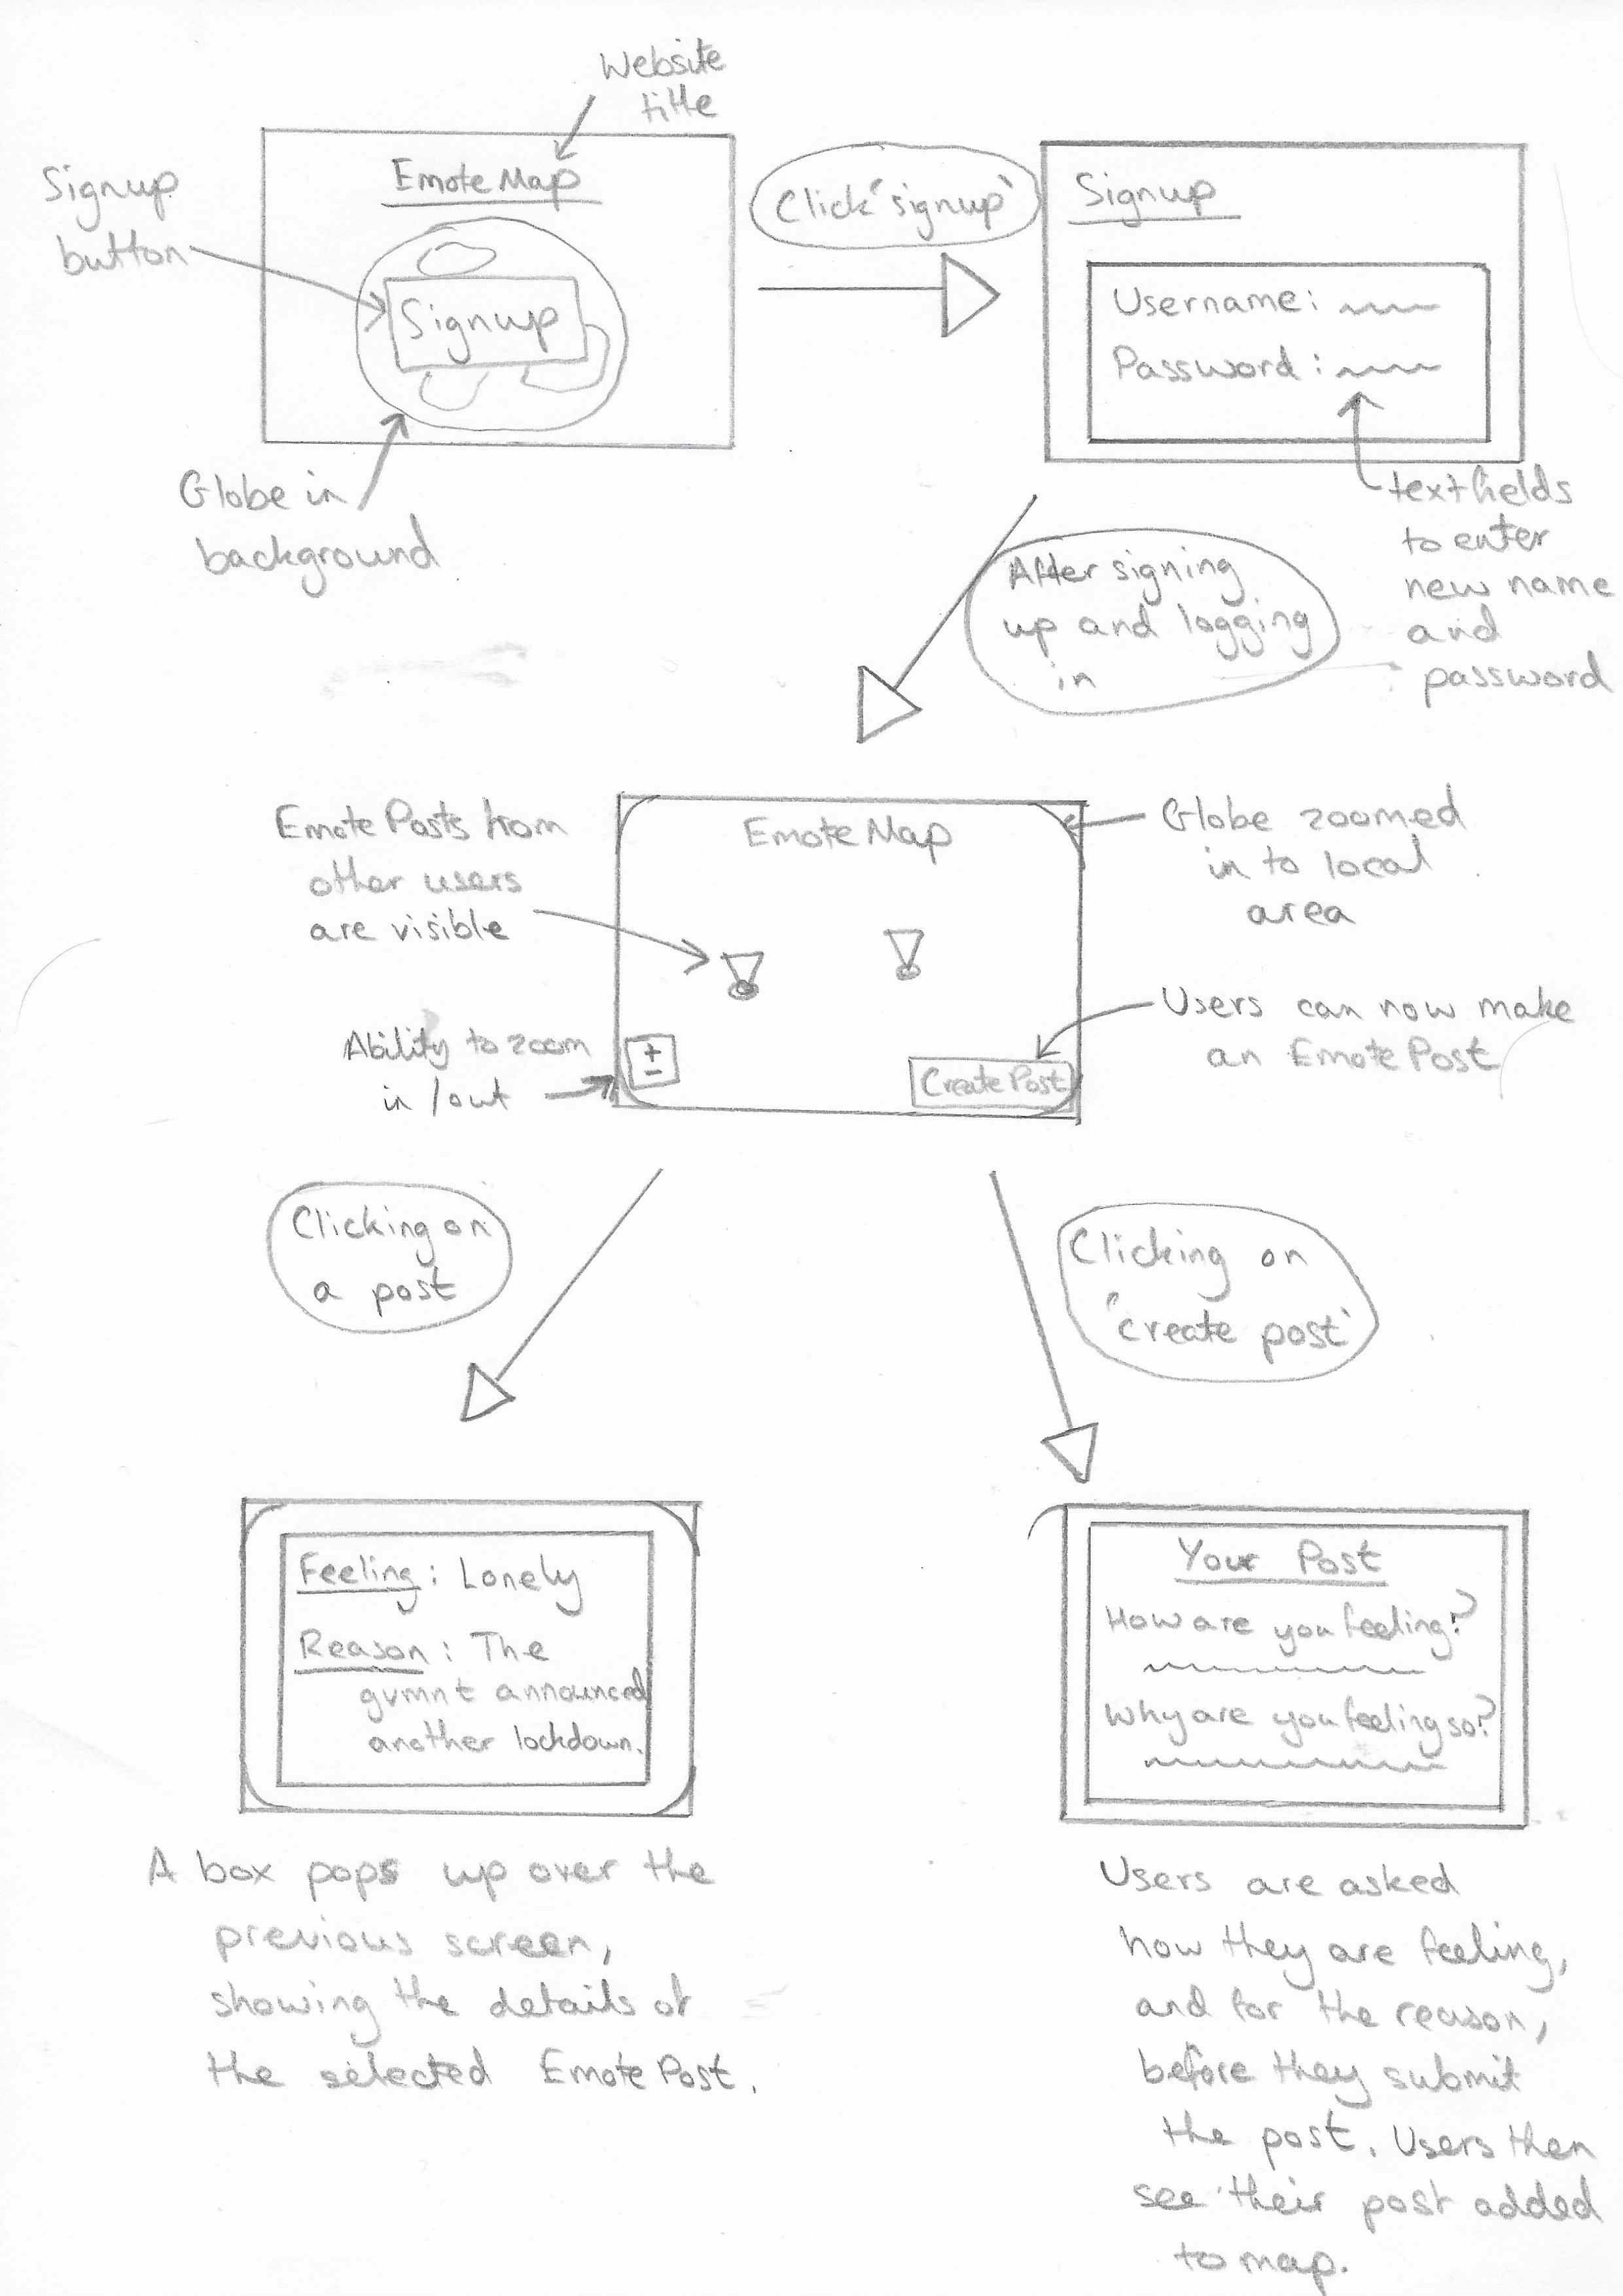 Website
title
Signup
button
EmoteMap
Signup
Globe in
background
Click "signup"
Signup
Username:
Password:
textfields
to enter
new name
and
password
After signing
up and logging
in
Emote Posts from
other users
are visible
EmoteMap
Globe zoomed
in to local
area
Ability to zoom
in / out
+
-
Create Post
Users can now make
an Emote Post
Clicking on
a post
Clicking on
'create post'
Feeling: Lonely
Reason: The
gvmnt announced
another lockdown.
A box pops up over the
previous screen,
showing the details of
the selected Emote Post.
Your Post
How are you feeling?
Why are you feeling so?
Users are asked
how they are feeling,
and for the reason,
before they submit
the post. Users then
see their post added
to map.